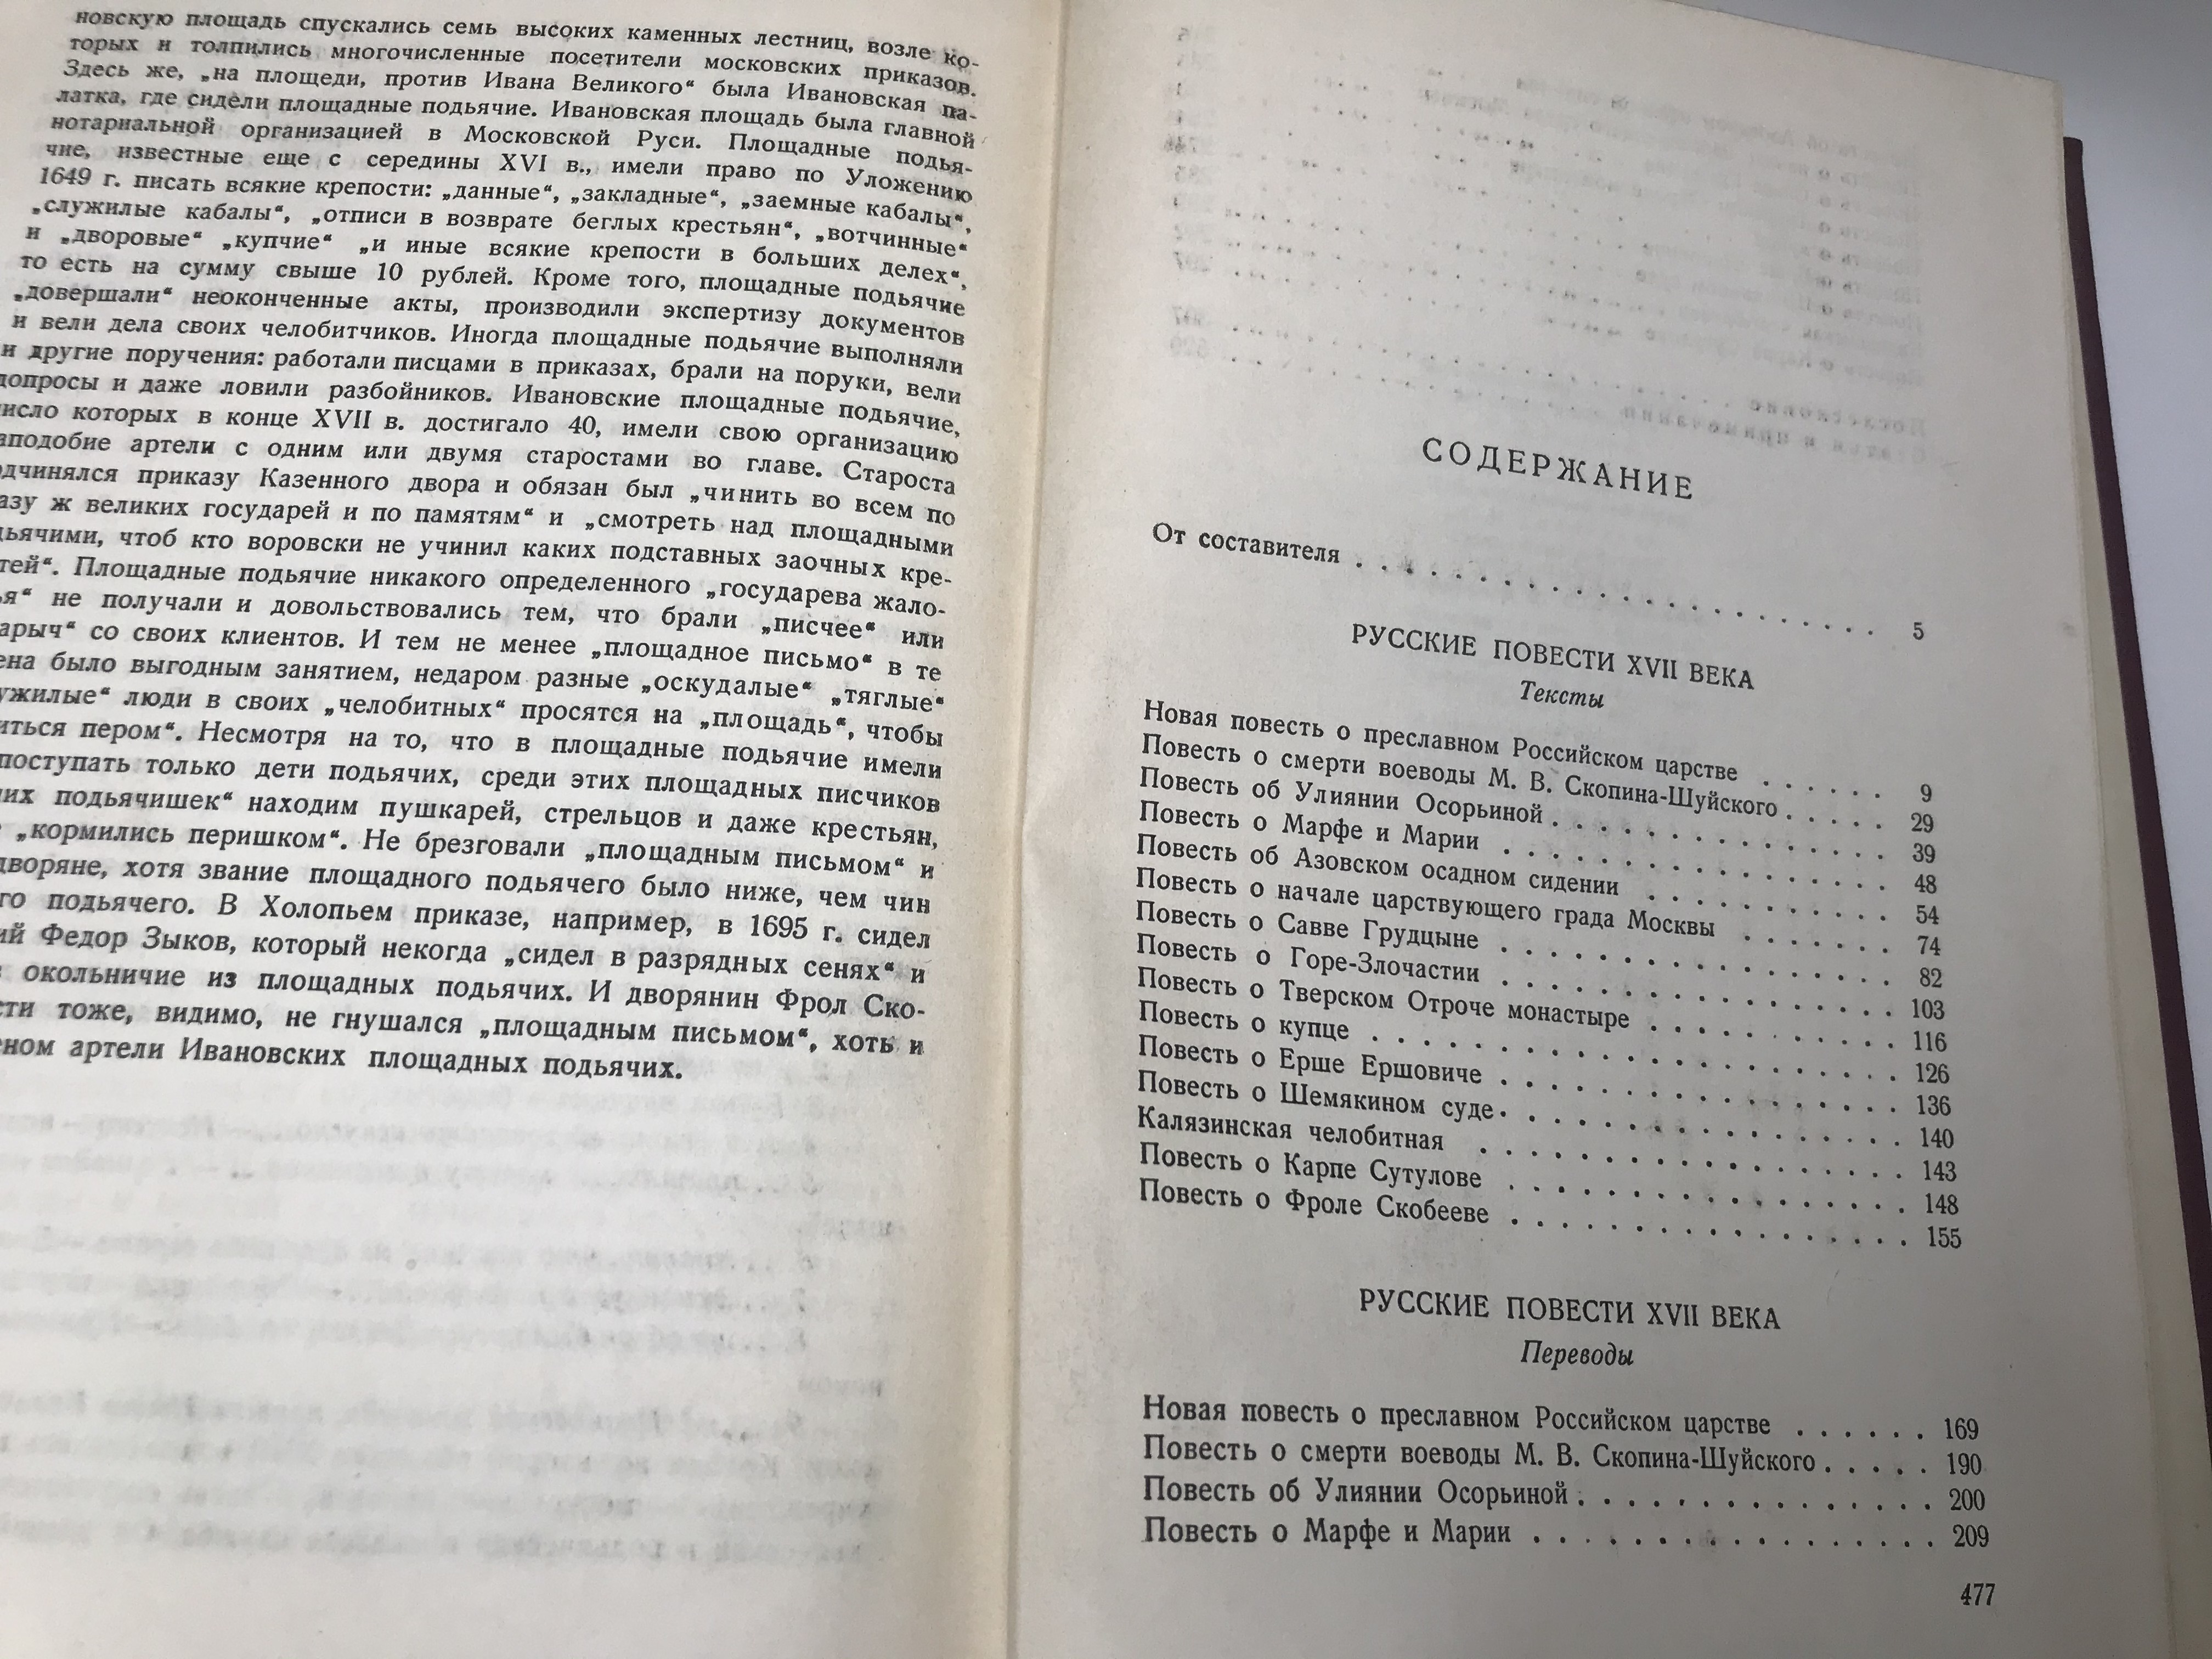 новскую площадь спускались семь высоких каменных лестниц, возле ко-
торых и толпились многочисленные посетители московских приказов.
Здесь же, „на площеди, против Ивана Великого“ была Ивановская па-
латка, где сидели площадные подьячие. Ивановская площадь была главной
нотариальной организацией в Московской Руси. Площадные подья-
чие, известные еще с середины XVI в., имели право по Уложению
1649 г. писать всякие крепости: „данные“, „закладные“, „заемные кабалы“,
„служилые кабалы“, „отписи в возврате беглых крестьян“, „вотчинные“
и „дворовые“ „купчие“ „и иные всякие крепости в больших делех“,
то есть на сумму свыше 10 рублей. Кроме того, площадные подьячие
„довершали“ неоконченные акты, производили экспертизу документов
и вели дела своих челобитчиков. Иногда площадные подьячие выполняли
и другие поручения: работали писцами в приказах, брали на поруки, вели
допросы и даже ловили разбойников. Ивановские площадные подьячие,
число которых в конце XVII в. достигало 40, имели свою организацию
наподобие артели с одним или двумя старостами во главе. Староста
одчинялся приказу Казенного двора и обязан был „чинить во всем по
азу ж великих государей и по памятям“ и „смотреть над площадными
дьячими, чтоб кто воровски не учинил каких подставных заочных кре-
тей“. Площадные подьячие никакого определенного „государева жало-
ья“ не получали и довольствовались тем, что брали „писчее“ или
арыч“ со своих клиентов. И тем не менее „площадное письмо“ в те
ена было выгодным занятием, недаром разные „оскудалые“ „тяглые“
ужилые“ люди в своих „челобитных“ просятся на „площадь“, чтобы
иться пером“. Несмотря на то, что в площадные подьячие имели
поступать только дети подьячих, среди этих площадных писчиков
их подьячишек“ находим пушкарей, стрельцов и даже крестьян,
„кормились перишком“. Не брезговали „площадным письмом“ и
дворяне, хотя звание площадного подьячего было ниже, чем чин
го подьячего. В Холопьем приказе, например, в 1695 г. сидел
ий Федор Зыков, который некогда „сидел в разрядных сенях“ и
окольничие из площадных подьячих. И дворянин Фрол Ско-
сти тоже, видимо, не гнушался „площадным письмом“, хоть и
ном артели Ивановских площадных подьячих.
СОДЕРЖАНИЕ
От составителя . . . . . . . . . . . . . . . . . . . . 5
РУССКИЕ ПОВЕСТИ XVII ВЕКА
Тексты
Новая повесть о преславном Российском царстве . . . . . . 9
Повесть о смерти воеводы М. В. Скопина-Шуйского . . . . . 29
Повесть об Улиянии Осорьиной . . . . . . . . . . . . . . 39
Повесть о Марфе и Марии . . . . . . . . . . . . . . . . 48
Повесть об Азовском осадном сидении . . . . . . . . . . . 54
Повесть о начале царствующего града Москвы . . . . . . . 74
Повесть о Савве Грудцыне . . . . . . . . . . . . . . . . 82
Повесть о Горе-Злочастии . . . . . . . . . . . . . . . . 103
Повесть о Тверском Отроче монастыре . . . . . . . . . . . 116
Повесть о купце . . . . . . . . . . . . . . . . . . . . . 126
Повесть о Ерше Ершовиче . . . . . . . . . . . . . . . . 136
Повесть о Шемякином суде . . . . . . . . . . . . . . . . 140
Калязинская челобитная . . . . . . . . . . . . . . . . . 143
Повесть о Карпе Сутулове . . . . . . . . . . . . . . . . 148
Повесть о Фроле Скобееве . . . . . . . . . . . . . . . . 155
РУССКИЕ ПОВЕСТИ XVII ВЕКА
Переводы
Новая повесть о преславном Российском царстве . . . . . . 169
Повесть о смерти воеводы М. В. Скопина-Шуйского . . . . . 190
Повесть об Улиянии Осорьиной . . . . . . . . . . . . . . 200
Повесть о Марфе и Марии . . . . . . . . . . . . . . . . 209
477